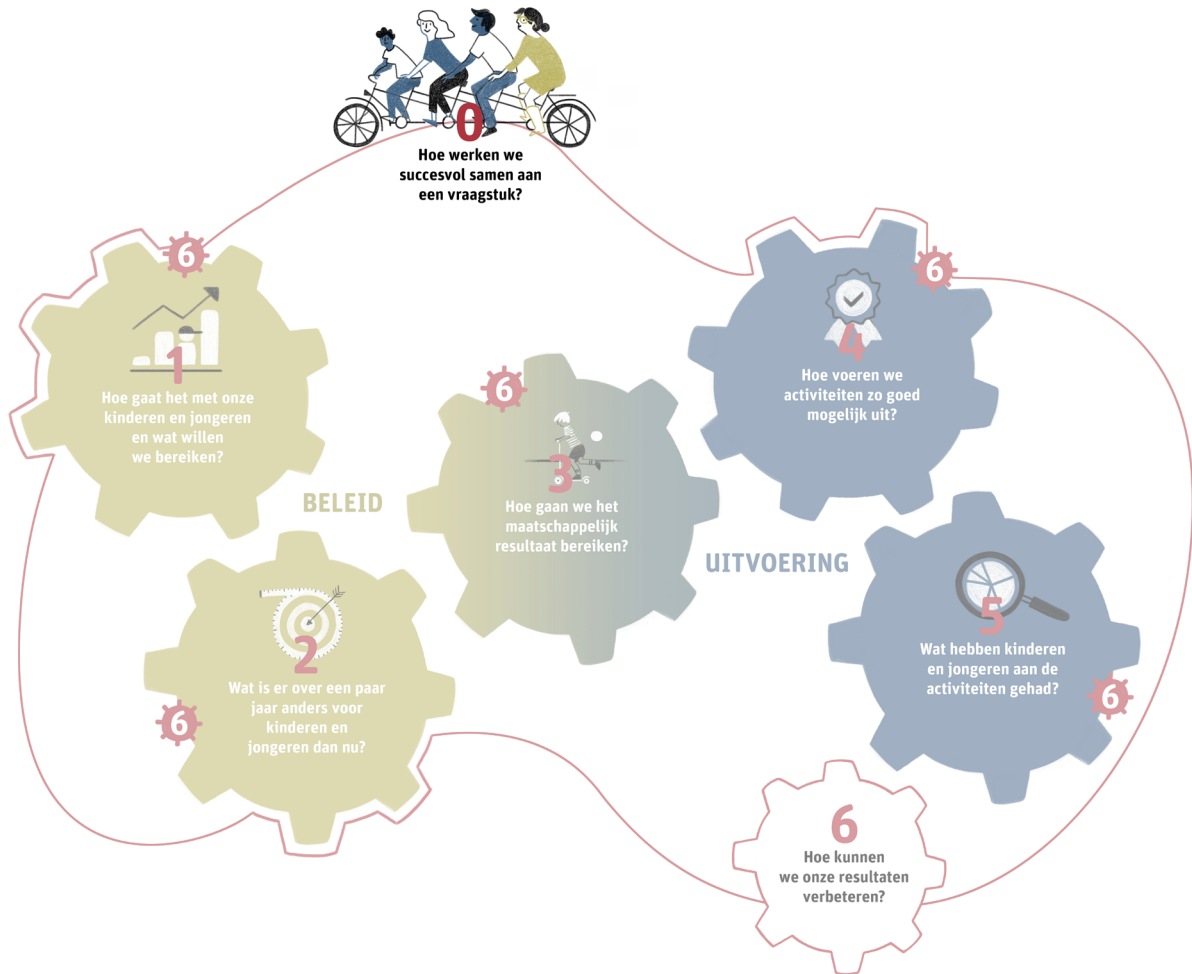 0
Hoe werken we
succesvol samen aan
een vraagstuk?
6
1
Hoe gaat het met onze
kinderen en jongeren
en wat willen
we bereiken?
BELEID
2
Wat is er over een paar
jaar anders voor
kinderen en
jongeren dan nu?
6
6
3
Hoe gaan we het
maatschappelijk
resultaat bereiken?
6
4
Hoe voeren we
activiteiten zo goed
mogelijk uit?
UITVOERING
5
Wat hebben kinderen
en jongeren aan de
activiteiten gehad?
6
6
Hoe kunnen
we onze resultaten
verbeteren?